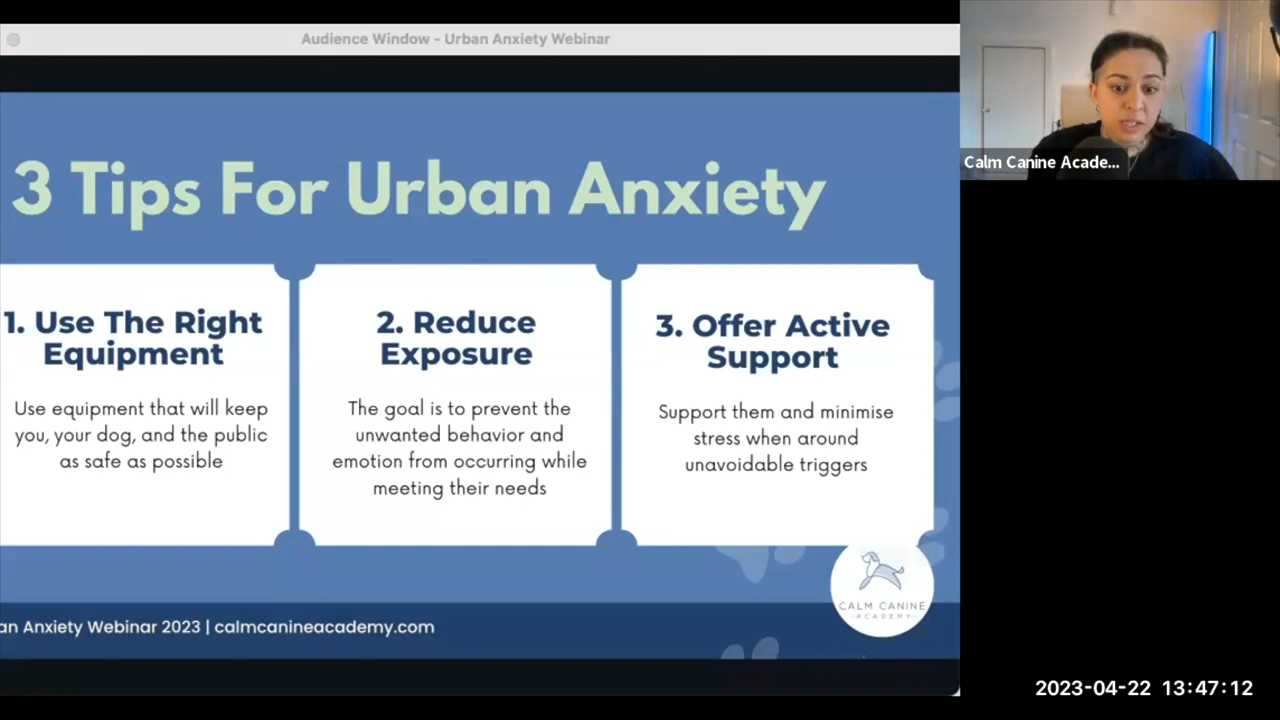 Audience Window - Urban Anxiety Webinar
3 Tips For Urban Anxiety
1. Use The Right
Equipment
Use equipment that will keep
you, your dog, and the public
as safe as possible
2. Reduce
Exposure
The goal is to prevent the
unwanted behavior and
emotion from occurring while
meeting their needs
3. Offer Active
Support
Support them and minimise
stress when around
unavoidable triggers
CALM CANINE
ACADEMY
an Anxiety Webinar 2023 | calmcanineacademy.com
Calm Canine Acade...
2023-04-22 13:47:12